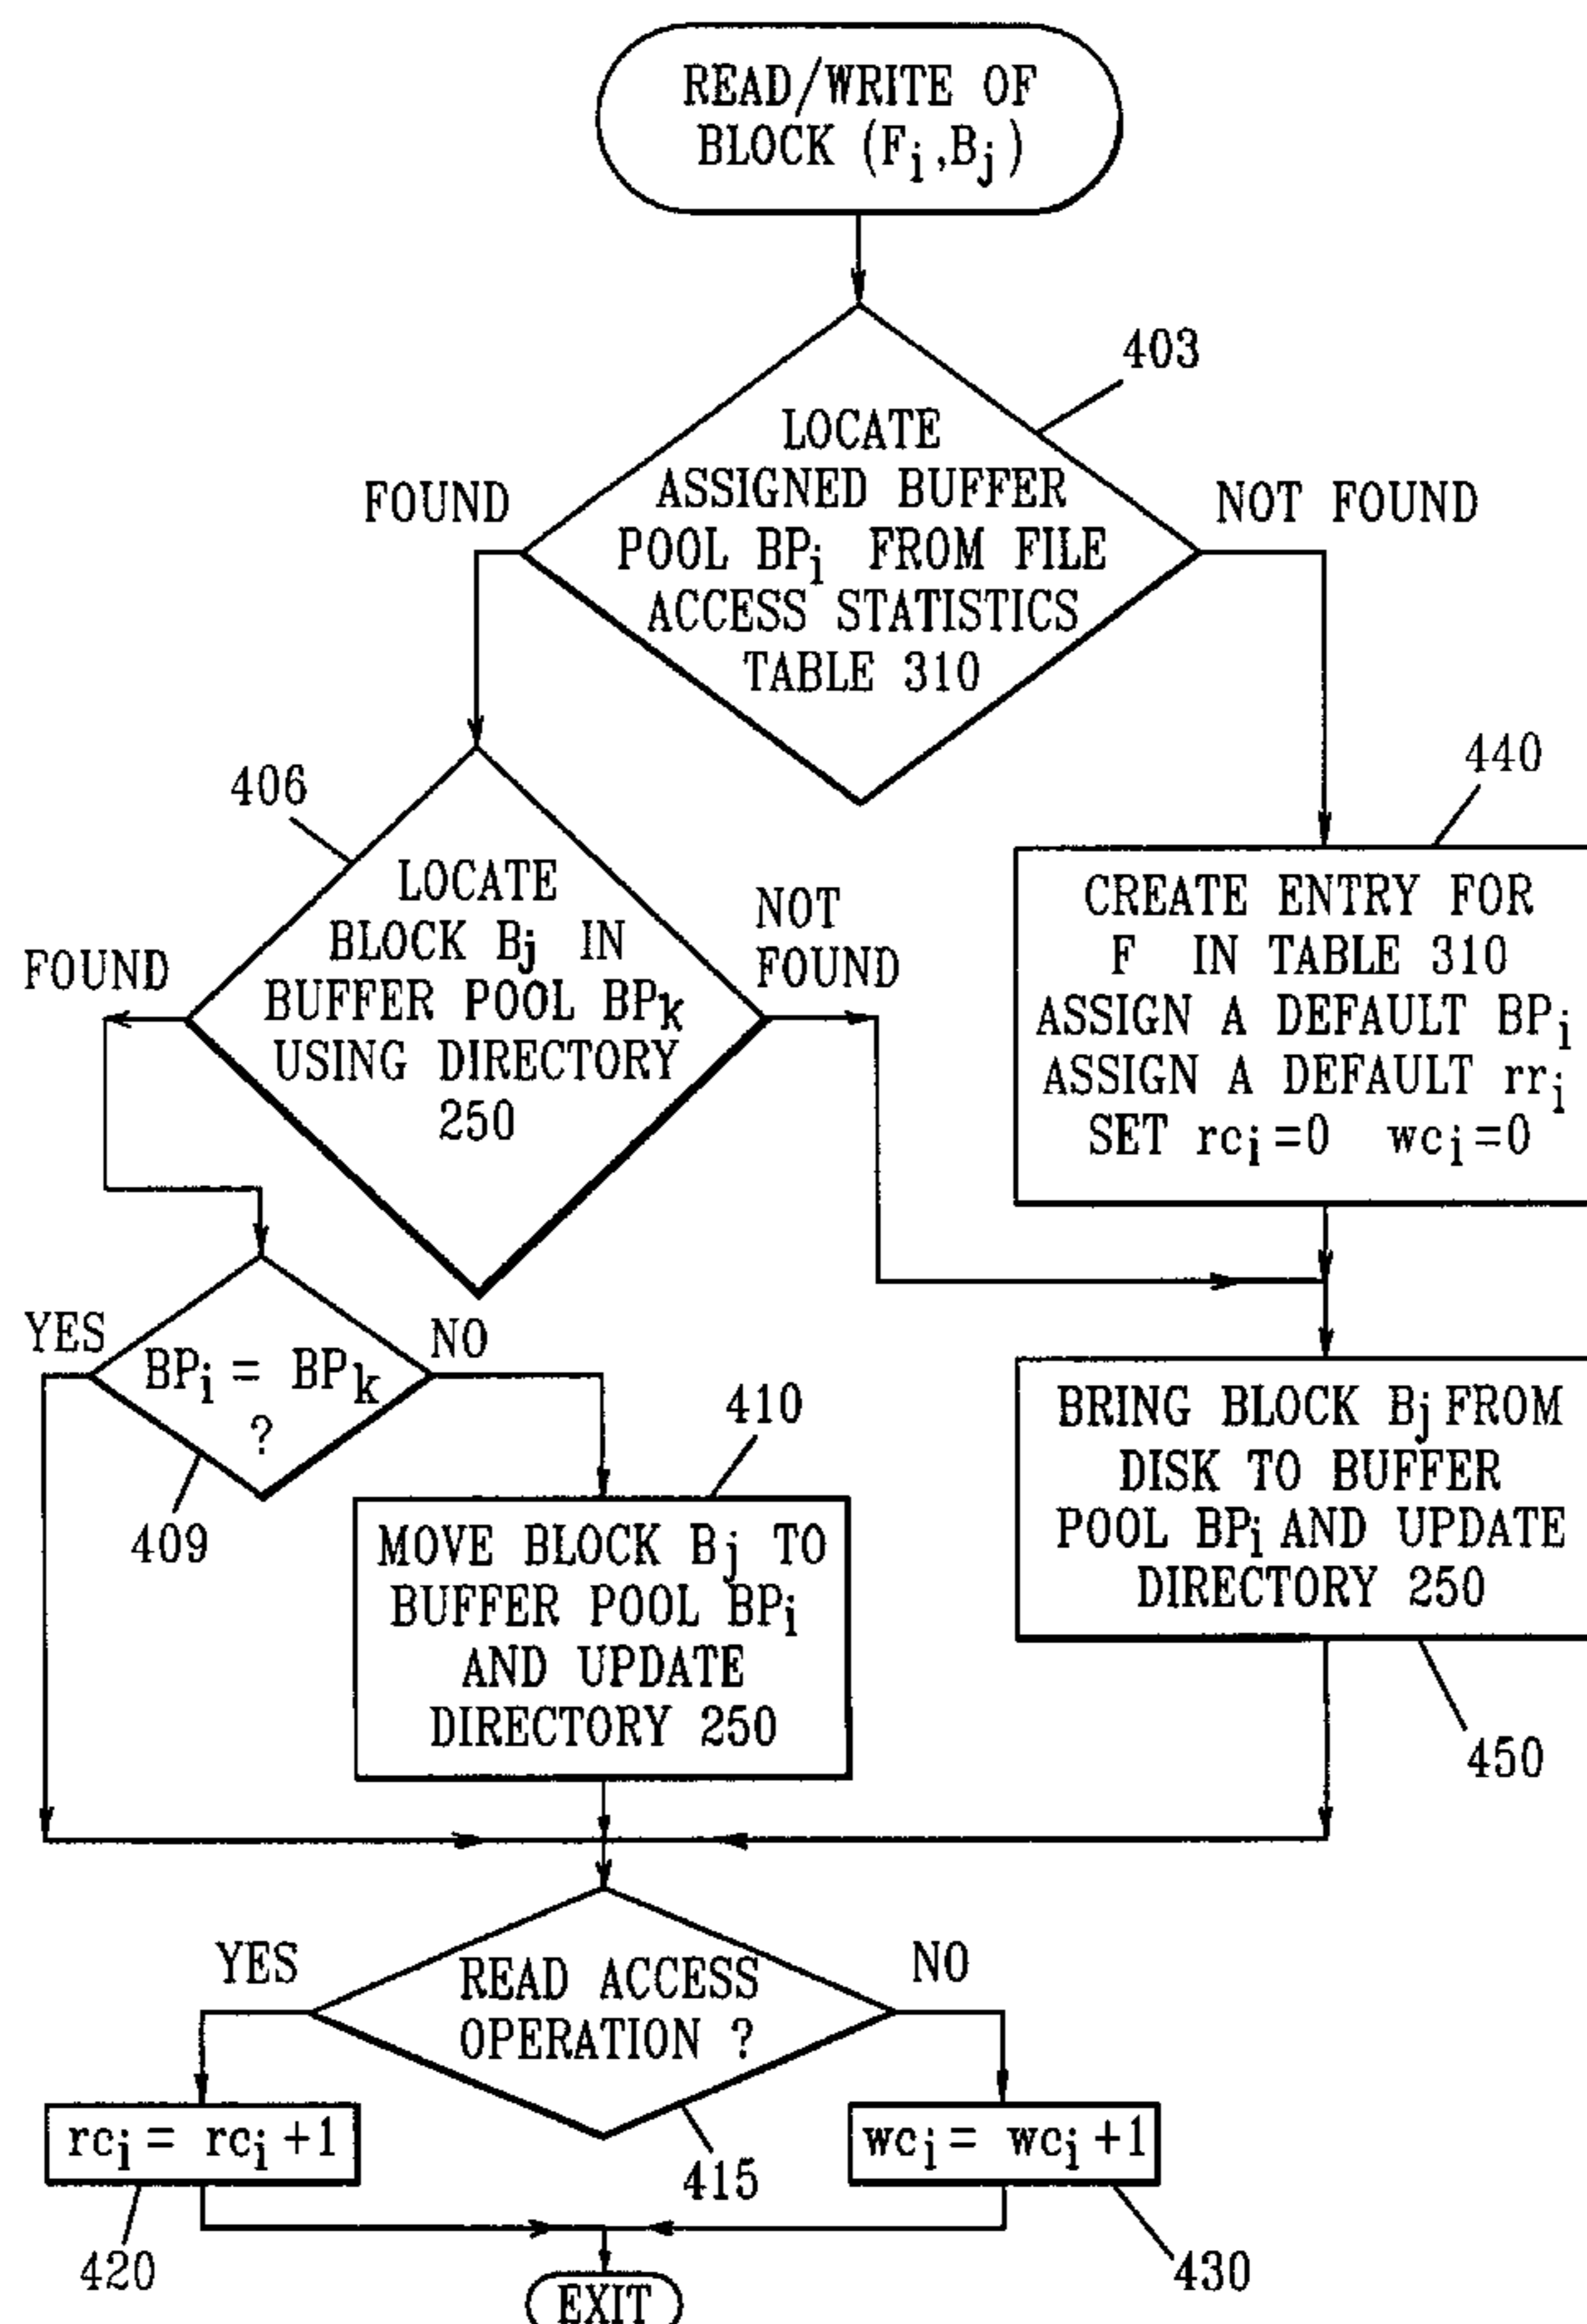 READ/WRITE OF
BLOCK (Fi,Bj)
403
LOCATE
ASSIGNED BUFFER
POOL BPi FROM FILE
ACCESS STATISTICS
TABLE 310
FOUND
NOT FOUND
406
LOCATE
BLOCK Bj IN
BUFFER POOL BPk
USING DIRECTORY
250
FOUND
NOT
FOUND
440
CREATE ENTRY FOR
F IN TABLE 310
ASSIGN A DEFAULT BPi
ASSIGN A DEFAULT rri
SET rci=0 wci=0
YES
BPi = BPk
?
NO
409
410
MOVE BLOCK Bj TO
BUFFER POOL BPi
AND UPDATE
DIRECTORY 250
BRING BLOCK Bj FROM
DISK TO BUFFER
POOL BPi AND UPDATE
DIRECTORY 250
450
YES
READ ACCESS
OPERATION ?
NO
415
rci = rci +1
420
wci = wci +1
430
EXIT